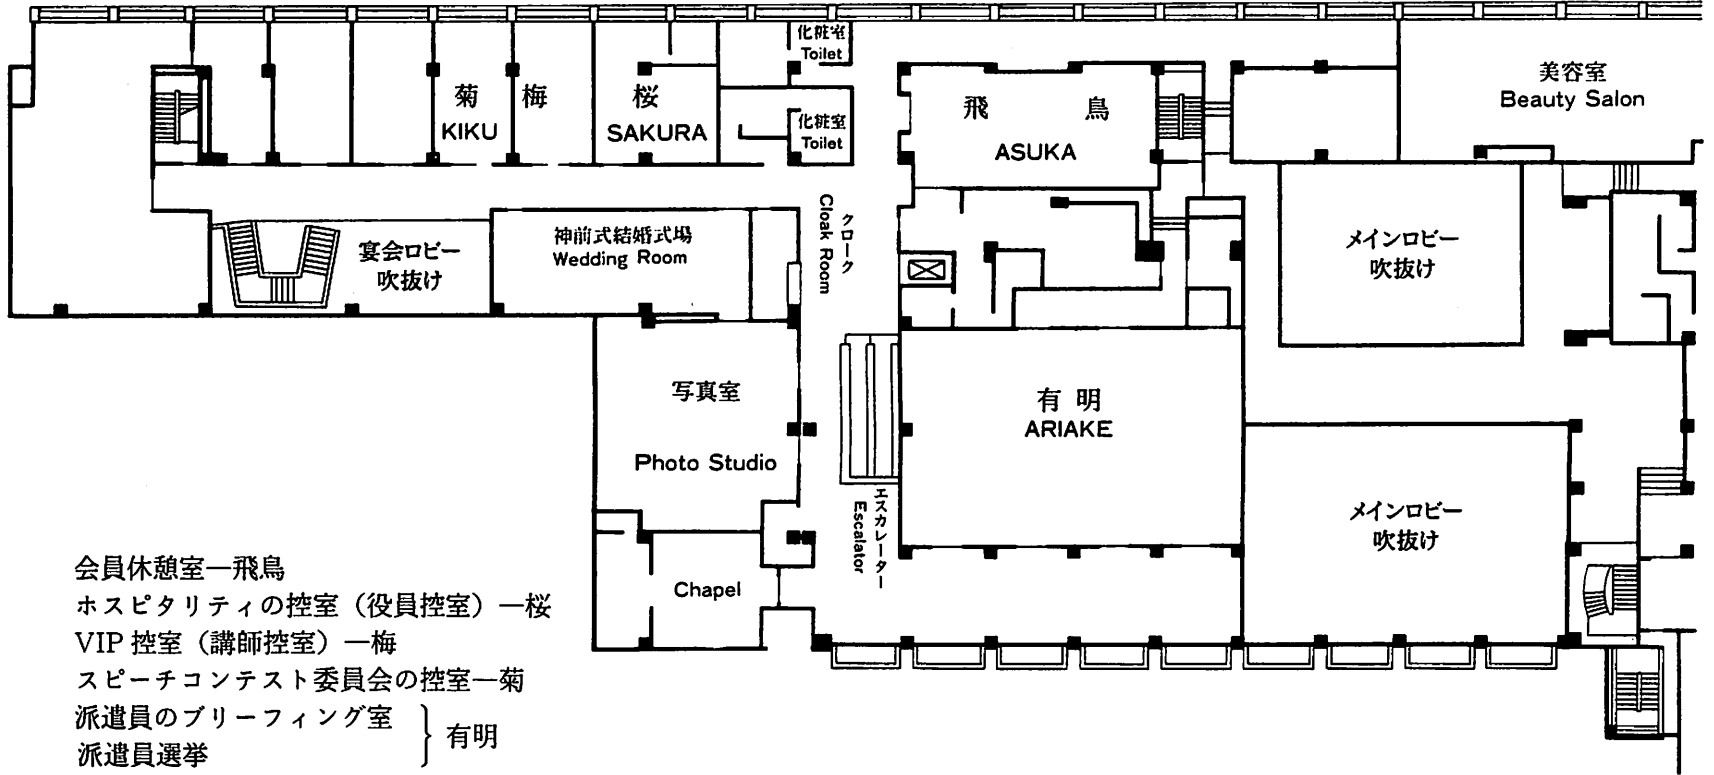 化粧室
Toilet
菊
KIKU
梅
桜
SAKURA
化粧室
Toilet
飛 鳥
ASUKA
美容室
Beauty Salon
クローク
Cloak Room
神前式結婚式場
Wedding Room
宴会ロビー
吹抜け
メインロビー
吹抜け
写真室
Photo Studio
有 明
ARIAKE
エスカレーター
Escalator
メインロビー
吹抜け
Chapel
会員休憩室—飛鳥
ホスピタリティの控室（役員控室）—桜
VIP 控室（講師控室）—梅
スピーチコンテスト委員会の控室—菊
派遣員のブリーフィング室
派遣員選挙
} 有明